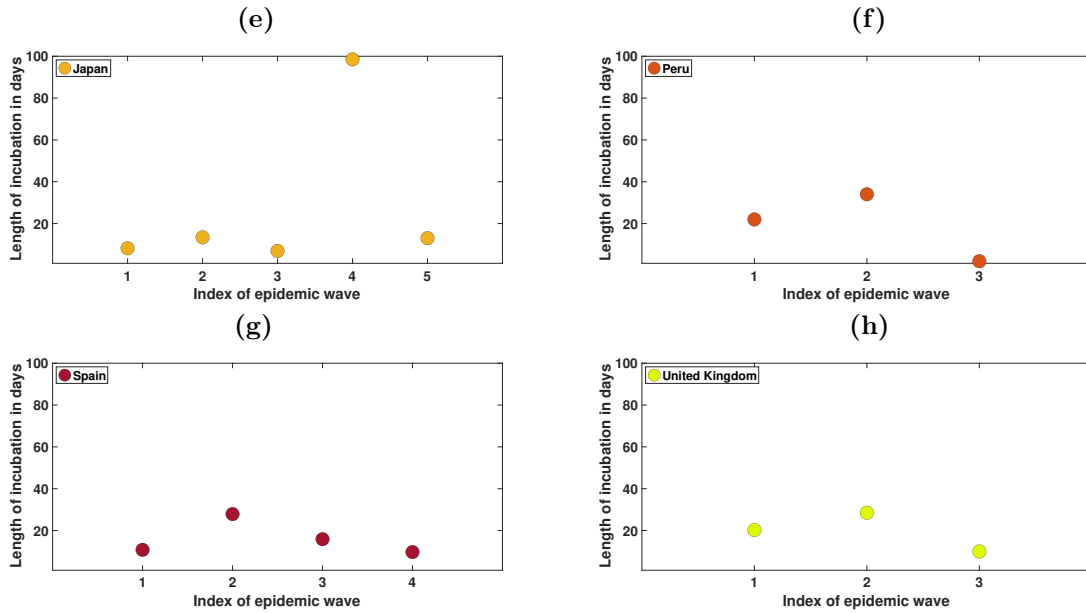 (e)
Japan
Length of incubation in days
100
80
60
40
20
1 2 3 4 5
Index of epidemic wave
(f)
Peru
Length of incubation in days
100
80
60
40
20
1 2 3
Index of epidemic wave
(g)
Spain
Length of incubation in days
100
80
60
40
20
1 2 3 4
Index of epidemic wave
(h)
United Kingdom
Length of incubation in days
100
80
60
40
20
1 2 3
Index of epidemic wave